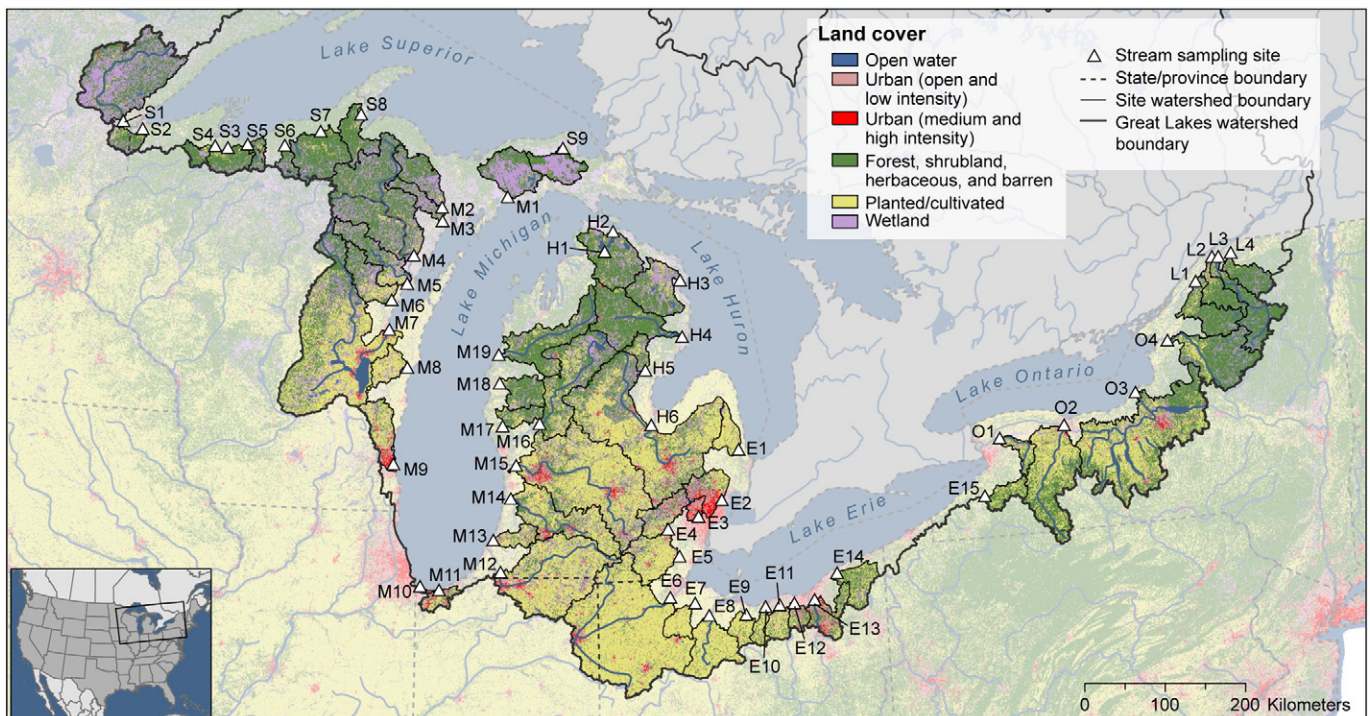 Land cover
Open water
Urban (open and
low intensity)
Urban (medium and
high intensity)
Forest, shrubland,
herbaceous, and barren
Planted/cultivated
Wetland
Stream sampling site
State/province boundary
Site watershed boundary
Great Lakes watershed
boundary
Lake Superior
Lake Michigan
Lake Huron
Lake Erie
Lake Ontario
S1
S2
S4
S3
S5
S6
S7
S8
S9
M1
M2
M3
M4
M5
M6
M7
M8
M9
M10
M11
M12
M13
M14
M15
M16
M17
M18
M19
H1
H2
H3
H4
H5
H6
E1
E2
E3
E4
E5
E6
E7
E8
E9
E10
E11
E12
E13
E14
E15
O1
O2
O3
O4
L1
L2
L3
L4
0 100 200 Kilometers